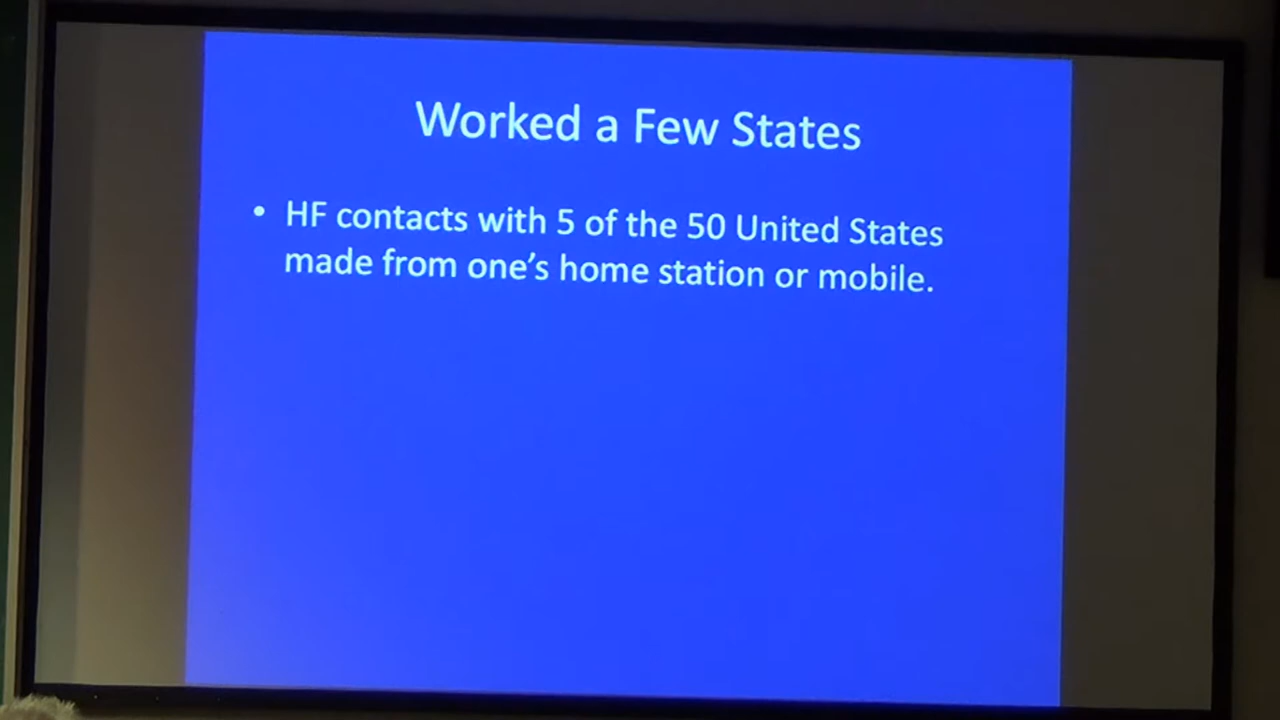 Worked a Few States
• HF contacts with 5 of the 50 United States
made from one’s home station or mobile.